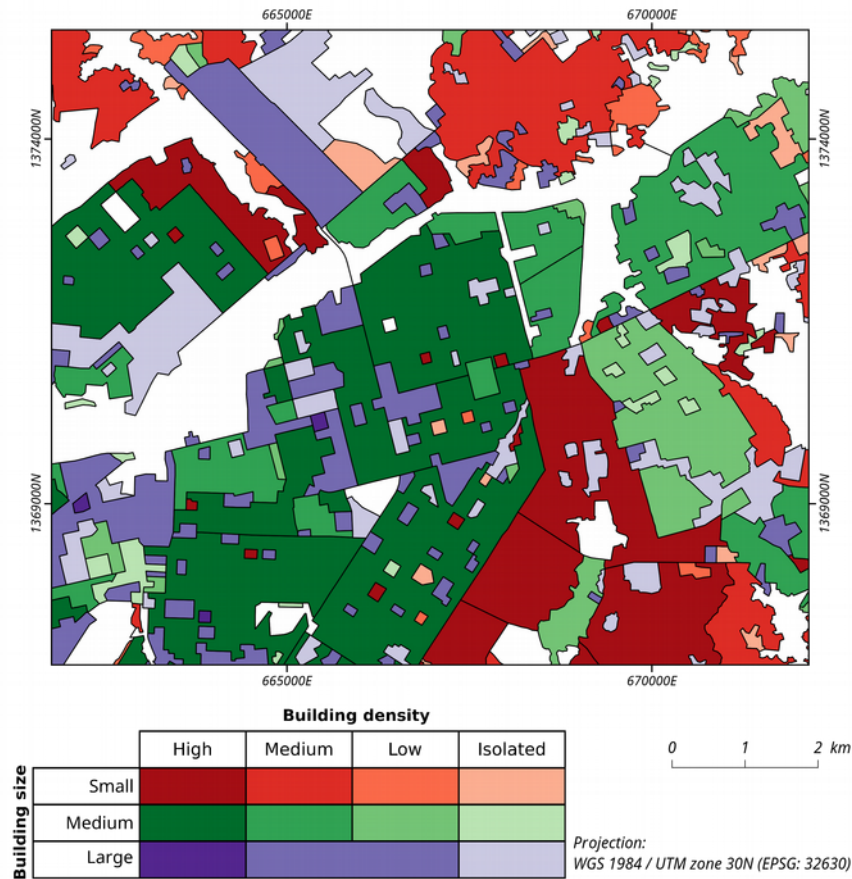 665000E 670000E
1374000N 1374000N
1369000N 1369000N
665000E 670000E
Building density
High Medium Low Isolated
Building size
Small
Medium
Large
0 1 2 km
Projection:
WGS 1984 / UTM zone 30N (EPSG: 32630)